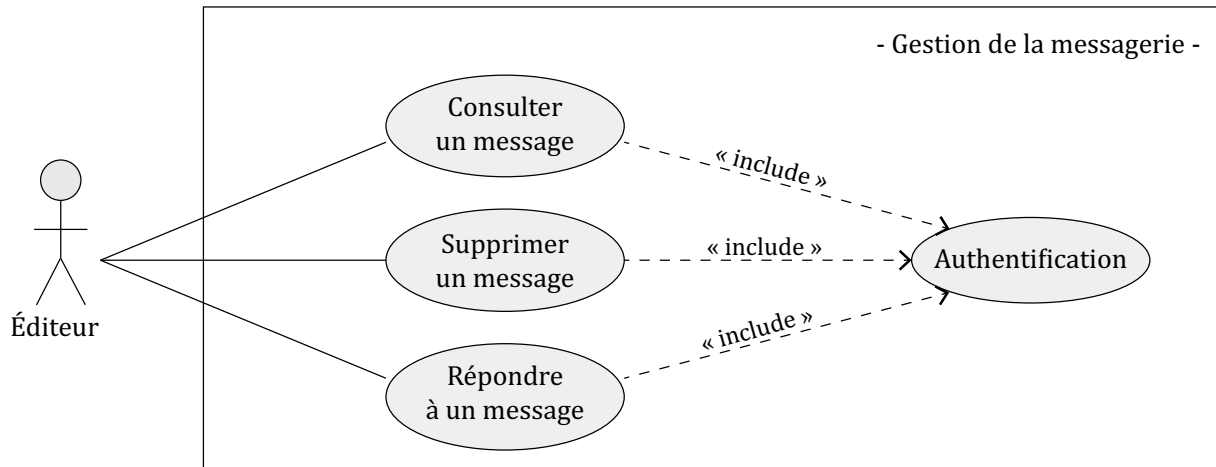 - Gestion de la messagerie -
Consulter
un message
« include »
Supprimer
un message
« include »
Authentification
Éditeur
« include »
Répondre
à un message